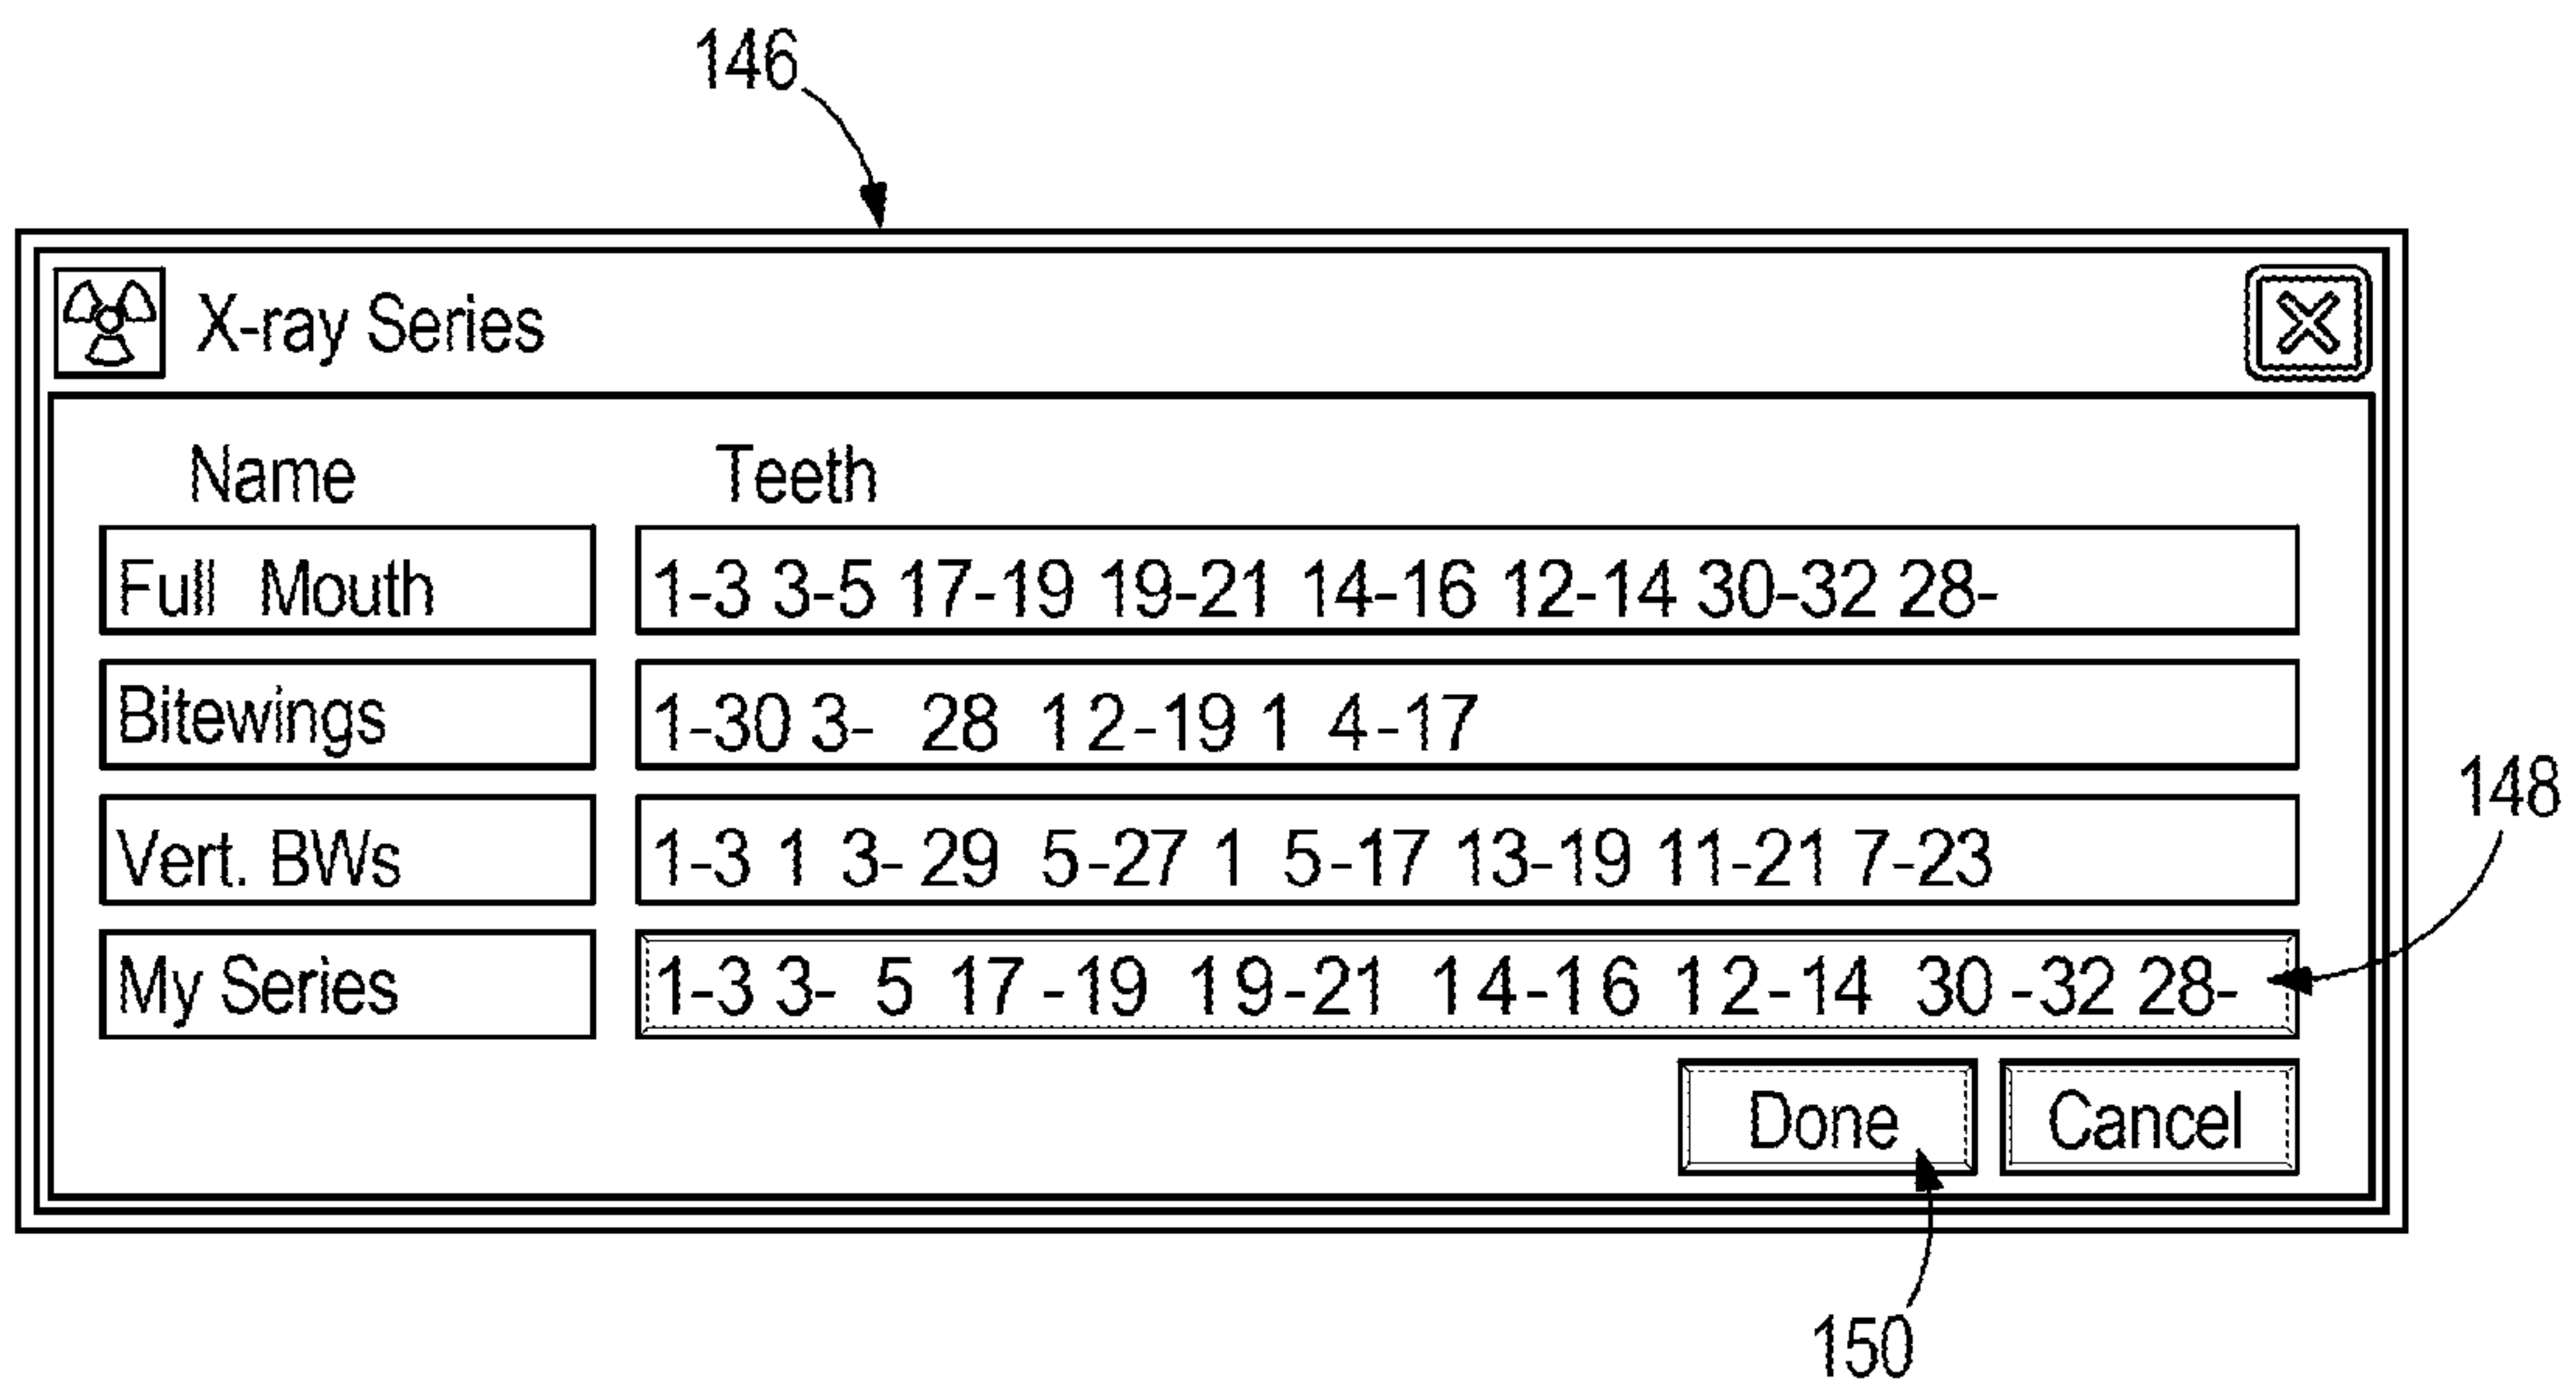 146
X-ray Series
Name Teeth
Full Mouth 1-3 3-5 17-19 19-21 14-16 12-14 30-32 28-
Bitewings 1-30 3- 28 1 2-19 1 4-17
148
Vert. BWs 1-3 1 3- 29 5-27 1 5-17 13-19 11-21 7-23
My Series 1-3 3- 5 17 -19 19-21 14-16 12-14 30 -32 28-
Done Cancel
150